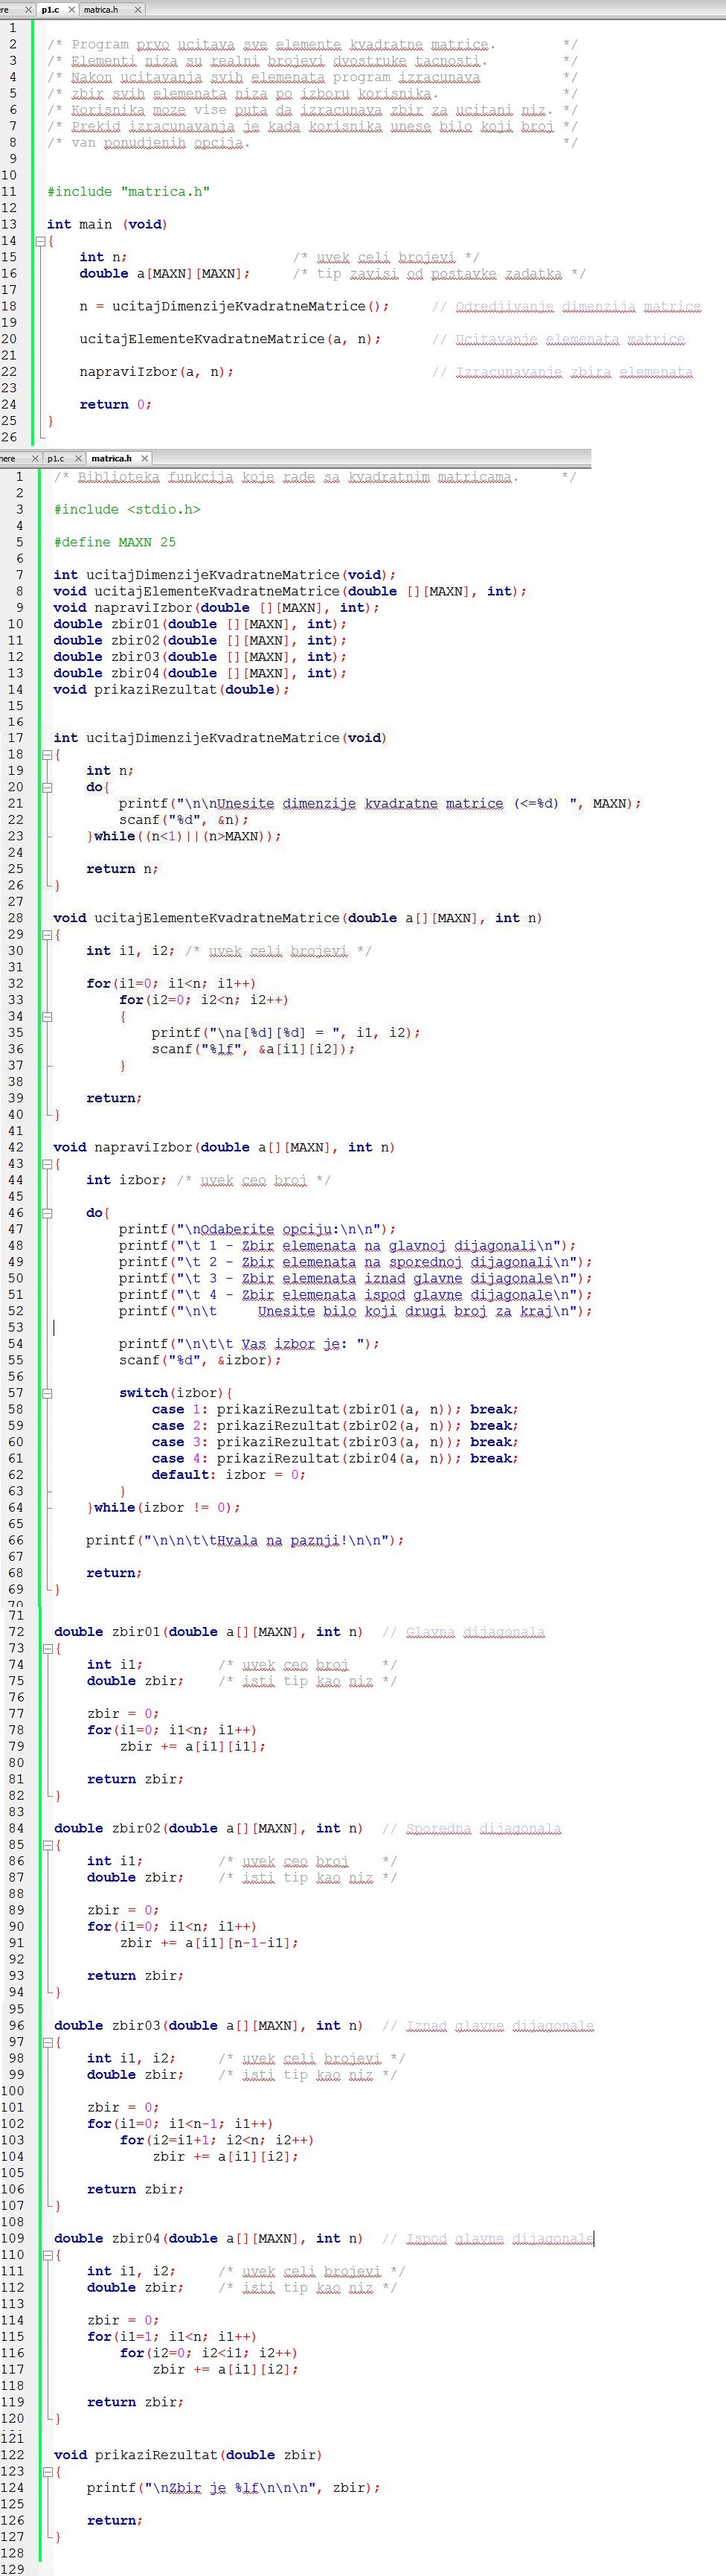 ere p1.c matrica.h
1
2 /* Program prvo ucitava sve elemente kvadratne matrice. */
3 /* Elementi niza su realni brojevi dvostruke tacnosti. */
4 /* Nakon ucitavanja svih elemenata program izracunava */
5 /* zbir svih elemenata niza po izboru korisnika. */
6 /* Korisnika moze vise puta da izracunava zbir za ucitani niz. */
7 /* Prekid izracunavanja je kada korisnika unese bilo koji broj */
8 /* van ponudjenih opcija. */
9
10
11 #include "matrica.h"
12
13 int main (void)
14 {
15 int n; /* uvek celi brojevi */
16 double a[MAXN][MAXN]; /* tip zavisi od postavke zadatka */
17
18 n = ucitajDimenzijeKvadratneMatrice(); // Odredjivanje dimenzija matrice
19
20 ucitajElementeKvadratneMatrice(a, n); // Ucitavanje elemenata matrice
21
22 napraviIzbor(a, n); // Izracunavanje zbira elemenata
23
24 return 0;
25 }
26
nere p1.c matrica.h
1 /* Biblioteka funkcija koje rade sa kvadratnim matricama. */
2
3 #include <stdio.h>
4
5 #define MAXN 25
6
7 int ucitajDimenzijeKvadratneMatrice(void);
8 void ucitajElementeKvadratneMatrice(double [][MAXN], int);
9 void napraviIzbor(double [][MAXN], int);
10 double zbir01(double [][MAXN], int);
11 double zbir02(double [][MAXN], int);
12 double zbir03(double [][MAXN], int);
13 double zbir04(double [][MAXN], int);
14 void prikaziRezultat(double);
15
16
17 int ucitajDimenzijeKvadratneMatrice(void)
18 {
19 int n;
20 do{
21 printf("\n\nUnesite dimenzije kvadratne matrice (<=%d) ", MAXN);
22 scanf("%d", &n);
23 }while((n<1)||(n>MAXN));
24
25 return n;
26 }
27
28 void ucitajElementeKvadratneMatrice(double a[][MAXN], int n)
29 {
30 int i1, i2; /* uvek celi brojevi */
31
32 for(i1=0; i1<n; i1++)
33 for(i2=0; i2<n; i2++)
34 {
35 printf("\na[%d][%d] = ", i1, i2);
36 scanf("%lf", &a[i1][i2]);
37 }
38
39 return;
40 }
41
42 void napraviIzbor(double a[][MAXN], int n)
43 {
44 int izbor; /* uvek ceo broj */
45
46 do{
47 printf("\nOdaberite opciju:\n\n");
48 printf("\t 1 - Zbir elemenata na glavnoj dijagonali\n");
49 printf("\t 2 - Zbir elemenata na sporednoj dijagonali\n");
50 printf("\t 3 - Zbir elemenata iznad glavne dijagonale\n");
51 printf("\t 4 - Zbir elemenata ispod glavne dijagonale\n");
52 printf("\n\t Unesite bilo koji drugi broj za kraj\n");
53
54 printf("\n\t\t Vas izbor je: ");
55 scanf("%d", &izbor);
56
57 switch(izbor){
58 case 1: prikaziRezultat(zbir01(a, n)); break;
59 case 2: prikaziRezultat(zbir02(a, n)); break;
60 case 3: prikaziRezultat(zbir03(a, n)); break;
61 case 4: prikaziRezultat(zbir04(a, n)); break;
62 default: izbor = 0;
63 }
64 }while(izbor != 0);
65
66 printf("\n\n\t\tHvala na paznji!\n\n");
67
68 return;
69 }
70
71
72 double zbir01(double a[][MAXN], int n) // Glavna dijagonala
73 {
74 int i1; /* uvek ceo broj */
75 double zbir; /* isti tip kao niz */
76
77 zbir = 0;
78 for(i1=0; i1<n; i1++)
79 zbir += a[i1][i1];
80
81 return zbir;
82 }
83
84 double zbir02(double a[][MAXN], int n) // Sporedna dijagonala
85 {
86 int i1; /* uvek ceo broj */
87 double zbir; /* isti tip kao niz */
88
89 zbir = 0;
90 for(i1=0; i1<n; i1++)
91 zbir += a[i1][n-1-i1];
92
93 return zbir;
94 }
95
96 double zbir03(double a[][MAXN], int n) // Iznad glavne dijagonale
97 {
98 int i1, i2; /* uvek celi brojevi */
99 double zbir; /* isti tip kao niz */
100
101 zbir = 0;
102 for(i1=0; i1<n-1; i1++)
103 for(i2=i1+1; i2<n; i2++)
104 zbir += a[i1][i2];
105
106 return zbir;
107 }
108
109 double zbir04(double a[][MAXN], int n) // Ispod glavne dijagonale
110 {
111 int i1, i2; /* uvek celi brojevi */
112 double zbir; /* isti tip kao niz */
113
114 zbir = 0;
115 for(i1=1; i1<n; i1++)
116 for(i2=0; i2<i1; i2++)
117 zbir += a[i1][i2];
118
119 return zbir;
120 }
121
122 void prikaziRezultat(double zbir)
123 {
124 printf("\nZbir je %lf\n\n\n", zbir);
125
126 return;
127 }
128
129